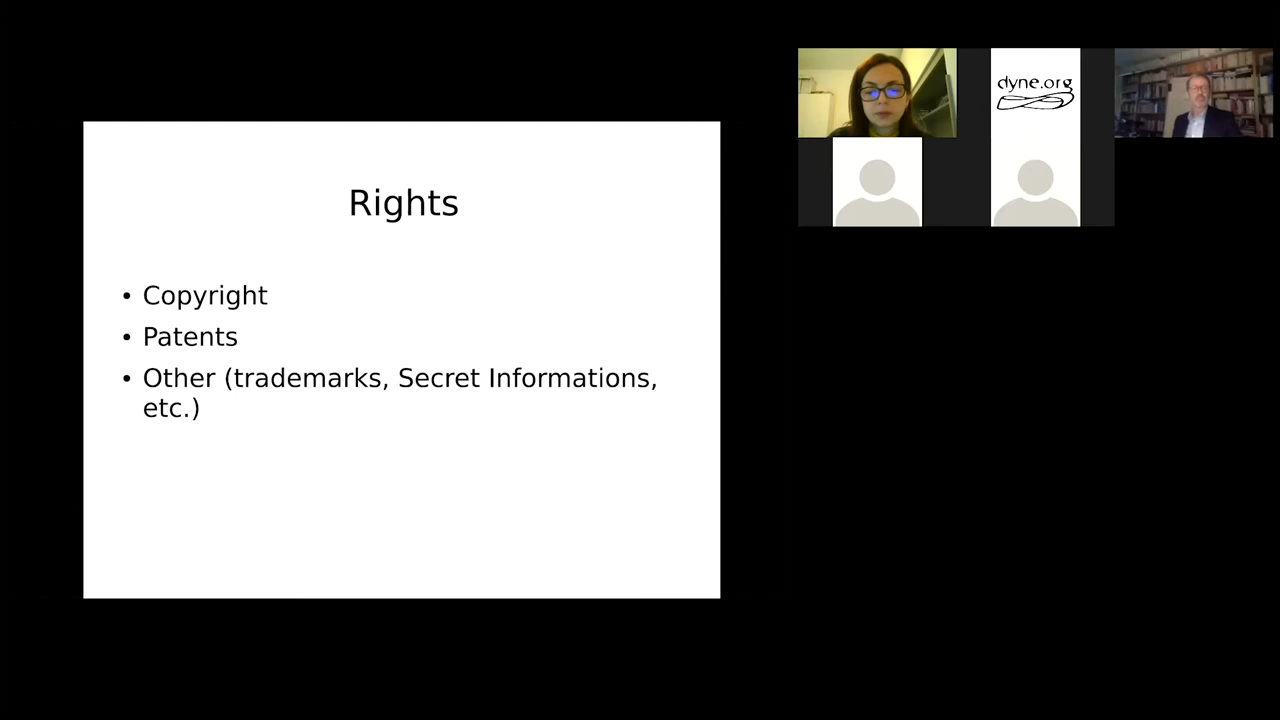 dyne.org
Rights
• Copyright
• Patents
• Other (trademarks, Secret Informations,
etc.)